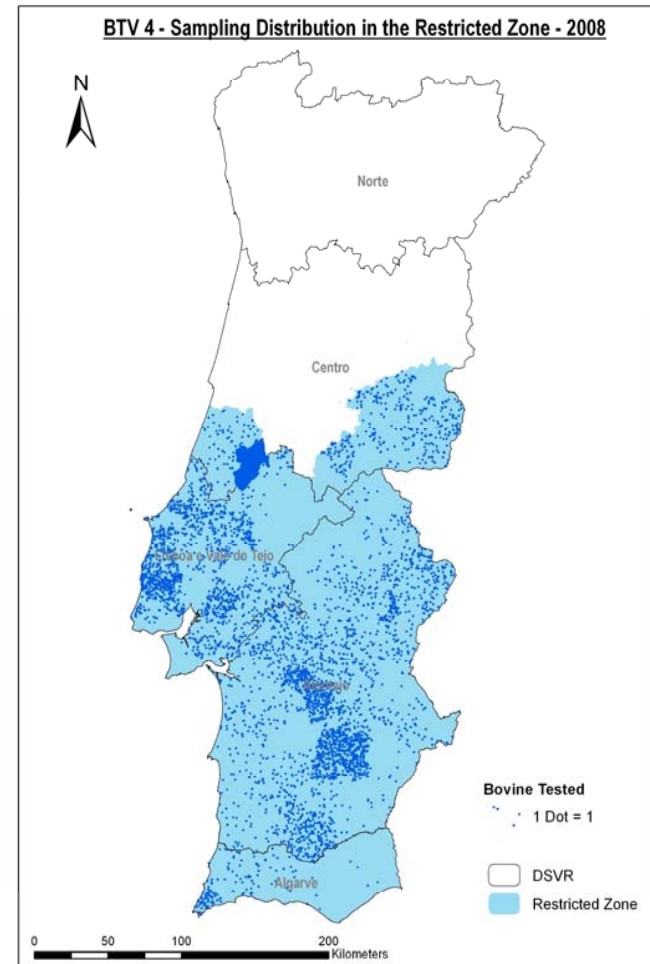 BTV 4 - Sampling Distribution in the Restricted Zone - 2008
N
Norte
Centro
Lisboa e Vale do Tejo
Alentejo
Algarve
Bovine Tested
1 Dot = 1
DSVR
Restricted Zone
0 50 100 200
Kilometers